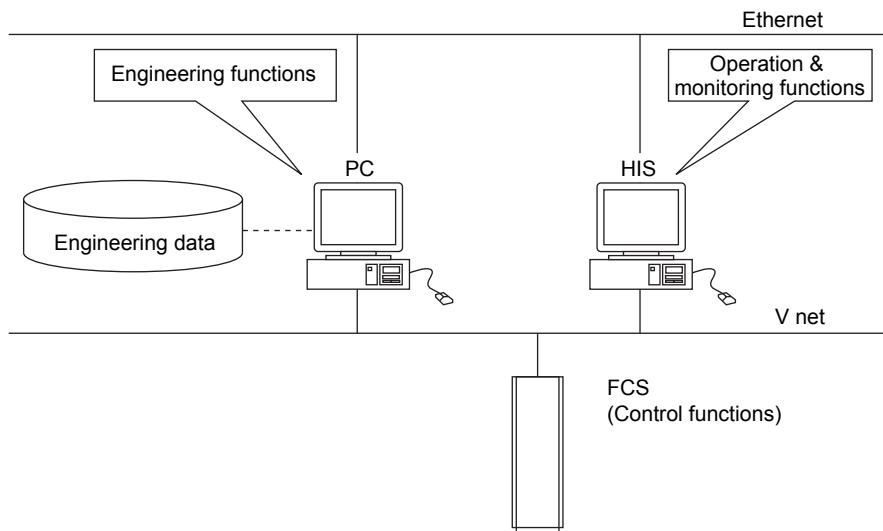 Ethernet
Engineering functions
Operation &
monitoring functions
PC
HIS
Engineering data
V net
FCS
(Control functions)